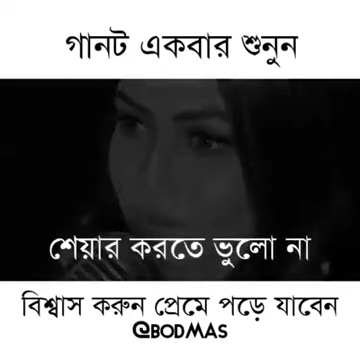 গানট একবার শুনুন
শেয়ার করতে ভুলো না
বিশ্বাস করুন প্রেমে পড়ে যাবেন
@BODMAS